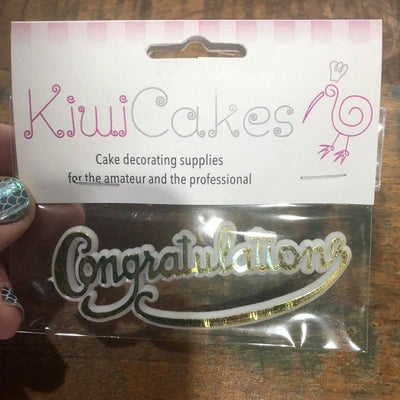 KiwiCakes
Cake decorating supplies
for the amateur and the professional
Congratulations